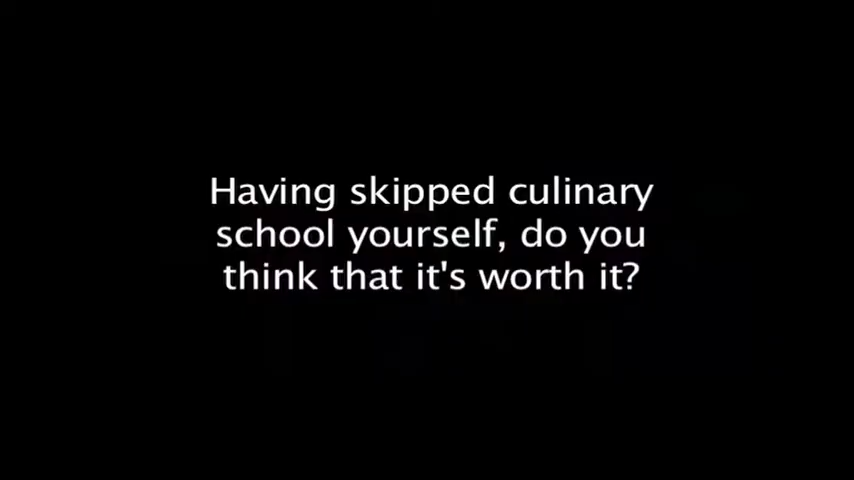 Having skipped culinary
school yourself, do you
think that it's worth it?